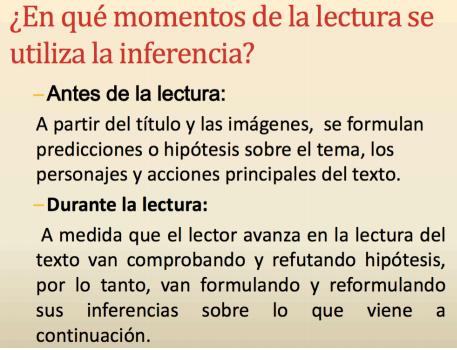 ¿En qué momentos de la lectura se
utiliza la inferencia?
– Antes de la lectura:
A partir del título y las imágenes, se formulan
predicciones o hipótesis sobre el tema, los
personajes y acciones principales del texto.
– Durante la lectura:
A medida que el lector avanza en la lectura del
texto van comprobando y refutando hipótesis,
por lo tanto, van formulando y reformulando
sus inferencias sobre lo que viene a
continuación.